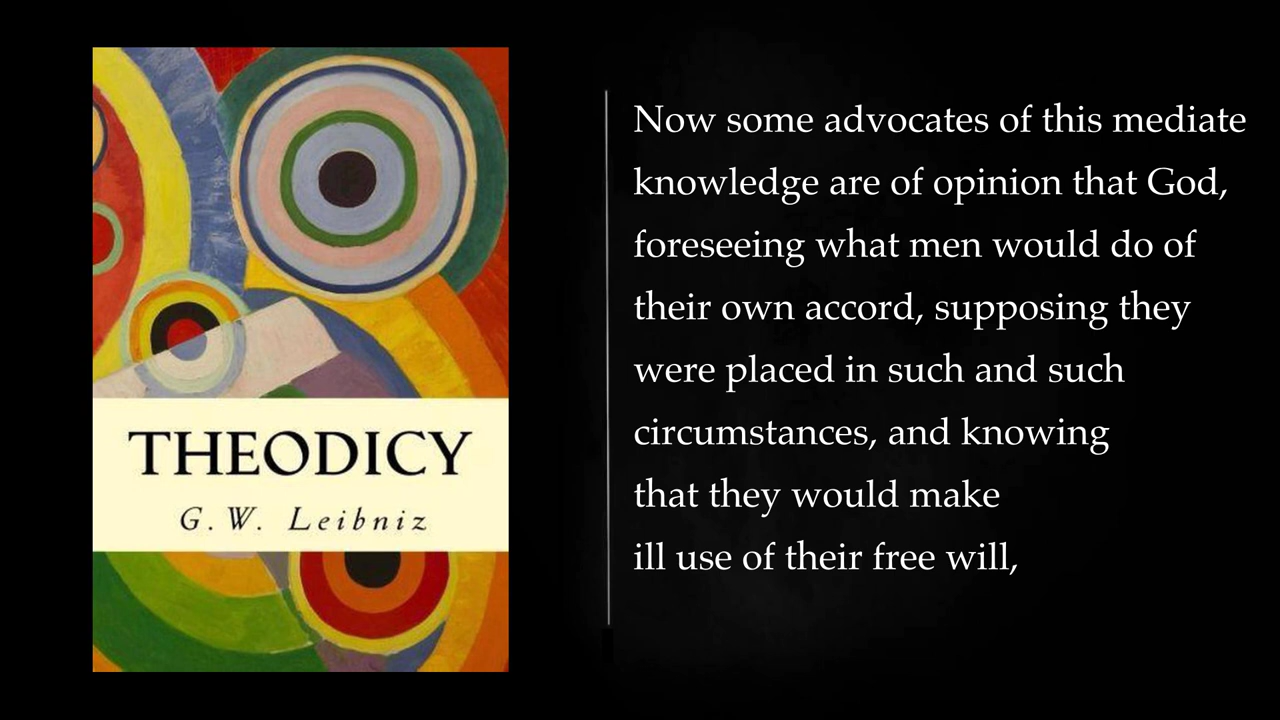 THEODICY
G. W. Leibniz
Now some advocates of this mediate
knowledge are of opinion that God,
foreseeing what men would do of
their own accord, supposing they
were placed in such and such
circumstances, and knowing
that they would make
ill use of their free will,